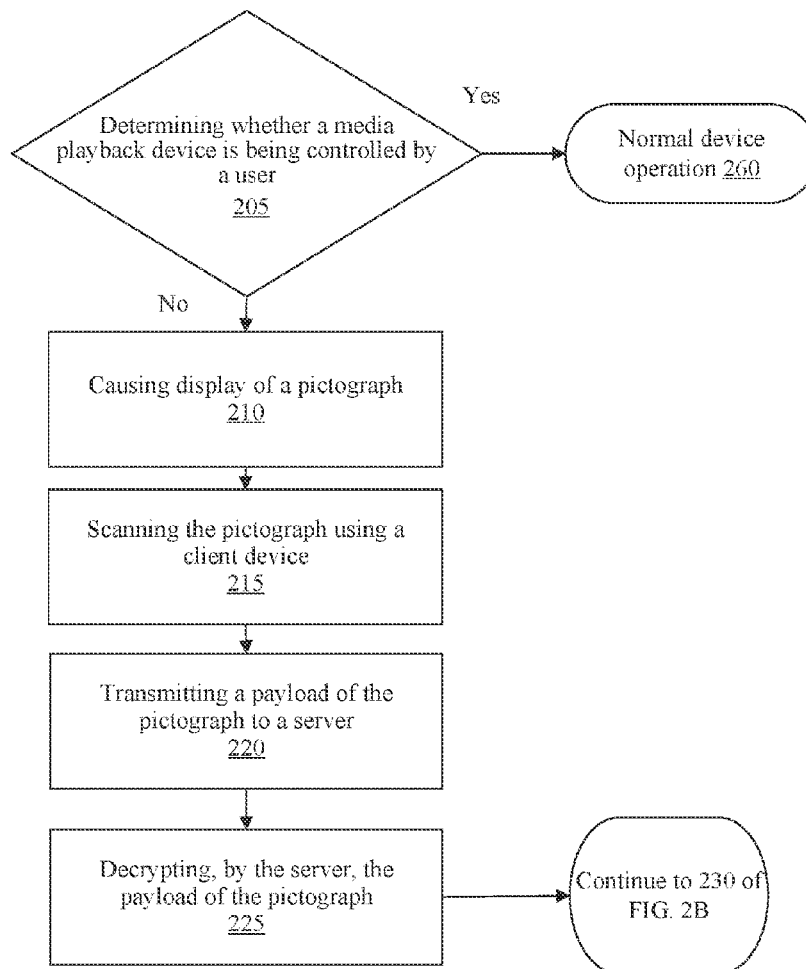 Yes
Determining whether a media
playback device is being controlled by
a user
205
Normal device
operation 260
No
Causing display of a pictograph
210
Scanning the pictograph using a
client device
215
Transmitting a payload of the
pictograph to a server
220
Decrypting, by the server, the
payload of the pictograph
225
Continue to 230 of
FIG. 2B